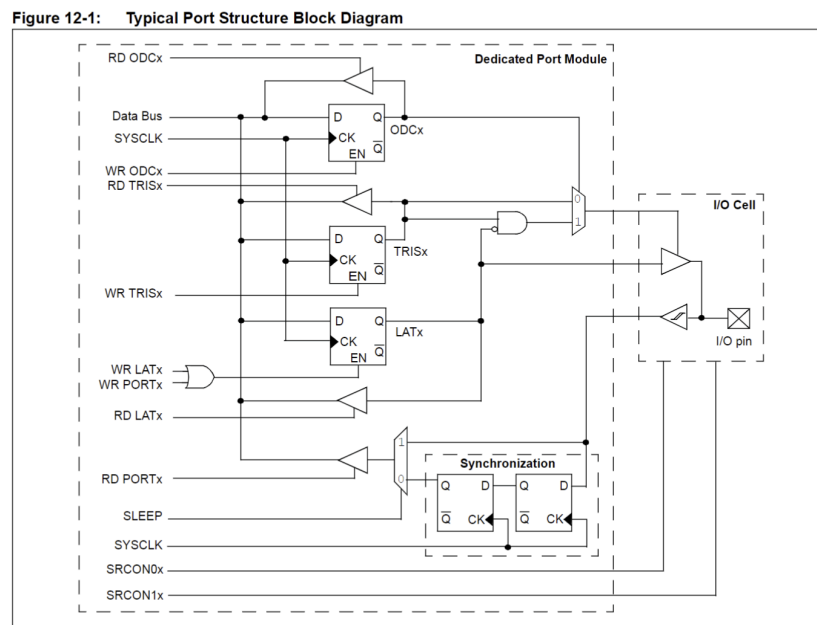 Figure 12-1: Typical Port Structure Block Diagram
RD ODCx
Dedicated Port Module
Data Bus
D Q
ODCx
SYSCLK
CK
Q
EN
WR ODCx
RD TRISx
0
1
I/O Cell
D Q
TRISx
CK
Q
EN
WR TRISx
D Q
LATx
CK
Q
EN
I/O pin
WR LATx
WR PORTx
RD LATx
1
0
Synchronization
Q D Q D
RD PORTx
Q CK Q CK
SLEEP
SYSCLK
SRCON0x
SRCON1x